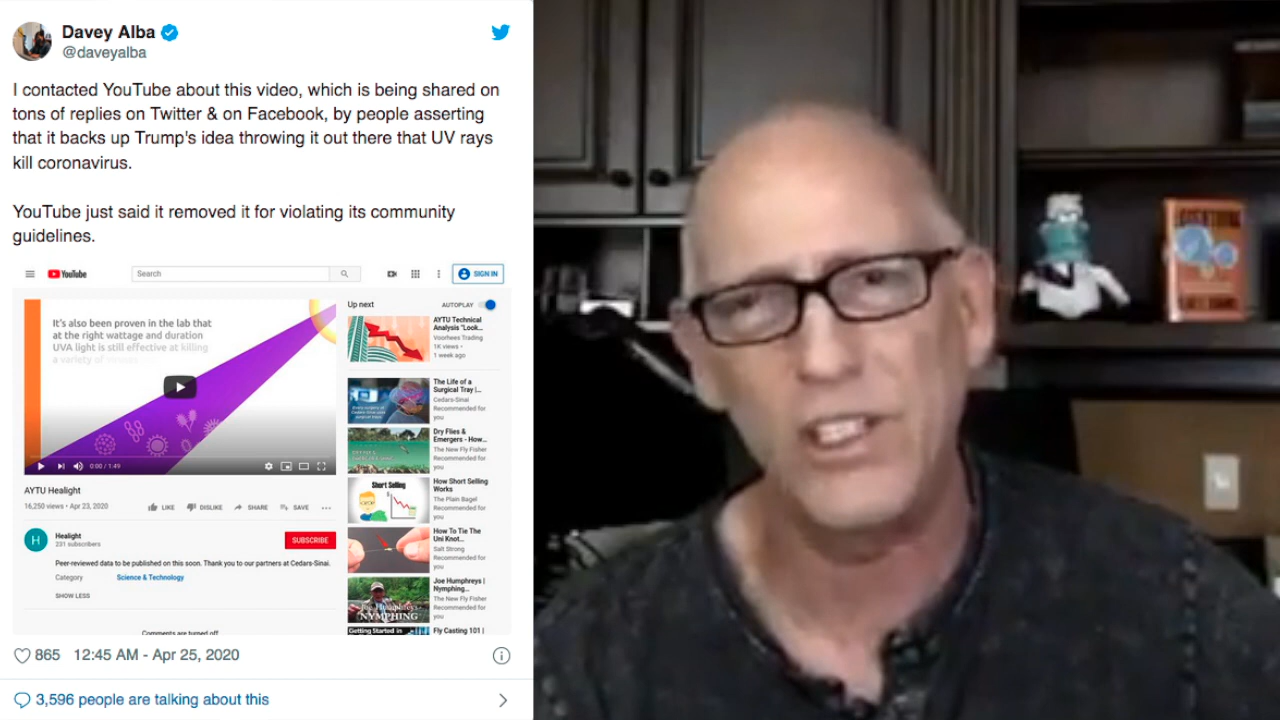 Davey Alba
@daveyalba
I contacted YouTube about this video, which is being shared on
tons of replies on Twitter & on Facebook, by people asserting
that it backs up Trump's idea throwing it out there that UV rays
kill coronavirus.
YouTube just said it removed it for violating its community
guidelines.
YouTube
Search
SIGN IN
It's also been proven in the lab that
at the right wattage and duration
UVA light is still effective at killing
a variety of
0:00 / 1:49
AYTU Healight
16,250 views • Apr 23, 2020
LIKE DISLIKE SHARE SAVE
H
Healight
231 subscribers
SUBSCRIBE
Peer-reviewed data to be published on this soon. Thank you to our partners at Cedars-Sinai.
Category Science & Technology
SHOW LESS
Comments are turned off
Up next AUTOPLAY
AYTU Technical
Analysis "Look...
Voorhees Trading
1K views •
1 week ago
The Life of a
Surgical Tray |...
Cedars-Sinai
Recommended for
you
Dry Flies &
Emergers - How...
The New Fly Fisher
Recommended for
you
Short Selling
How Short Selling
Works
The Plain Bagel
Recommended for
you
How To Tie The
Uni Knot...
Salt Strong
Recommended for
you
Joe Humphreys
NYMPHING
Joe Humphreys |
Nymphing...
The New Fly Fisher
Recommended for
you
Getting Started in
Fly Casting 101 |
865 12:45 AM - Apr 25, 2020
3,596 people are talking about this